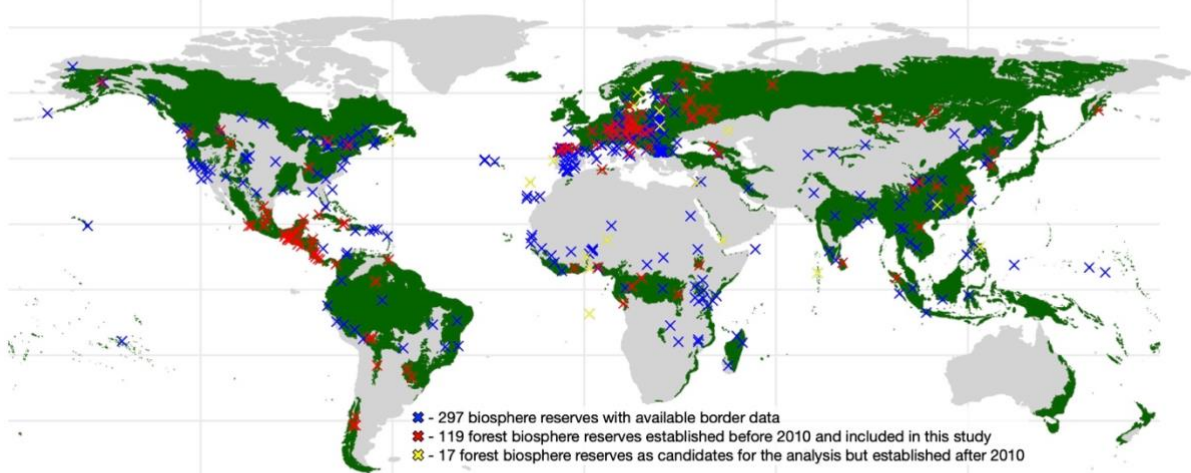 - 297 biosphere reserves with available border data
- 119 forest biosphere reserves established before 2010 and included in this study
- 17 forest biosphere reserves as candidates for the analysis but established after 2010